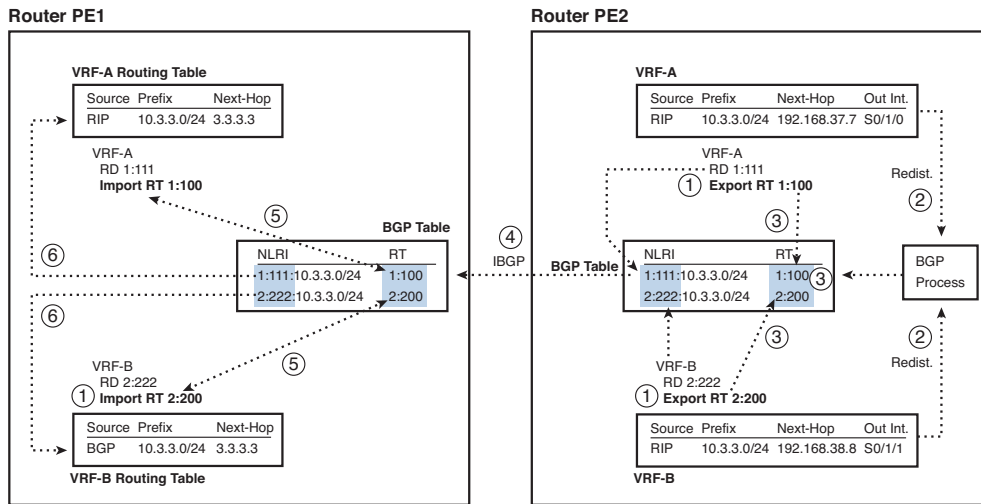 Router PE1
VRF-A Routing Table
Source Prefix Next-Hop
RIP 10.3.3.0/24 3.3.3.3
VRF-A
RD 1:111
Import RT 1:100
5
BGP Table
6
NLRI RT
1:111:10.3.3.0/24 1:100
2:222:10.3.3.0/24 2:200
6
5
VRF-B
RD 2:222
1 Import RT 2:200
Source Prefix Next-Hop
BGP 10.3.3.0/24 3.3.3.3
VRF-B Routing Table
4
IBGP
Router PE2
VRF-A
Source Prefix Next-Hop Out Int.
RIP 10.3.3.0/24 192.168.37.7 S0/1/0
VRF-A
RD 1:111
1 Export RT 1:100
Redist.
2
3
BGP Table
NLRI RT
1:111:10.3.3.0/24 1:100
3
2:222:10.3.3.0/24 2:200
BGP
Process
3
2
Redist.
VRF-B
RD 2:222
1 Export RT 2:200
Source Prefix Next-Hop Out Int.
RIP 10.3.3.0/24 192.168.38.8 S0/1/1
VRF-B